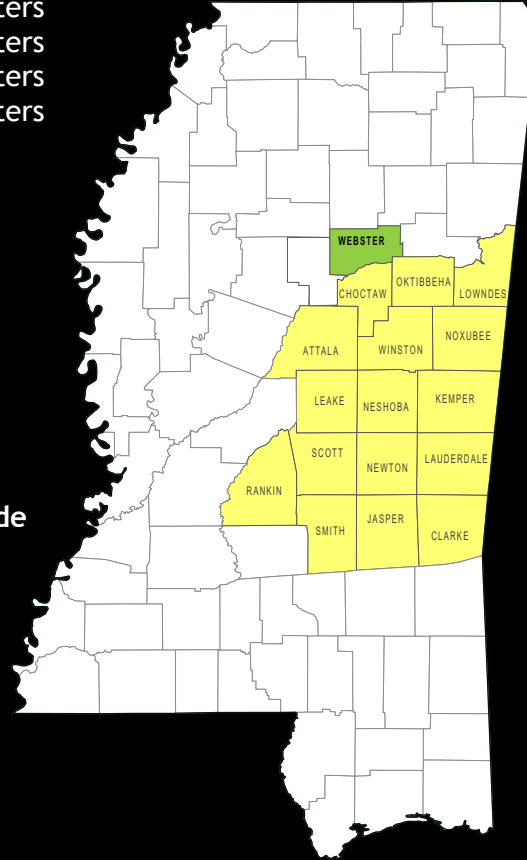 ters
ters
ters
ters
WEBSTER
OKTIBBEHA
CHOCTAW
LOWNDES
NOXUBEE
ATTALA
WINSTON
LEAKE
KEMPER
NESHOBA
SCOTT
LAUDERDALE
NEWTON
RANKIN
de
JASPER
SMITH
CLARKE